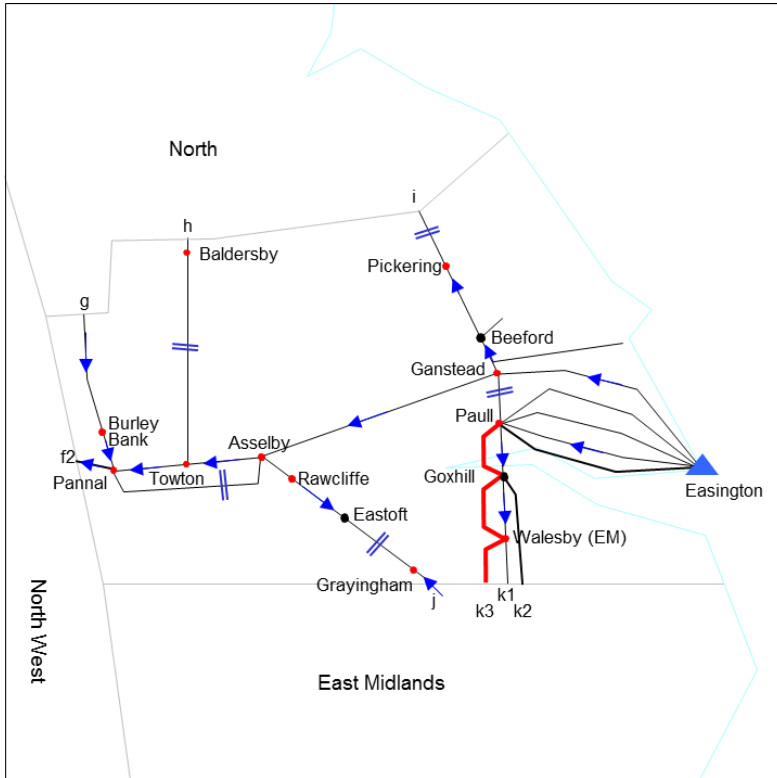 North
i
h
Baldersby
Pickering
g
Beeford
Ganstead
Paull
Burley
Bank
f2
Asselby
Pannal
Towton
Rawcliffe
Goxhill
Easington
Eastoft
Walesby (EM)
Grayingham
j
k1
k3
k2
North West
East Midlands